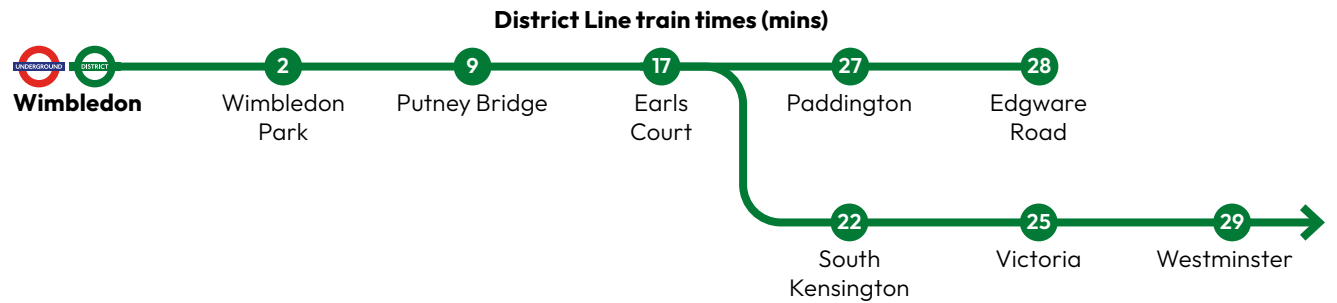 District Line train times (mins)
UNDERGROUND
DISTRICT
2
9
17
27
28
Wimbledon
Wimbledon
Park
Putney Bridge
Earls
Court
Paddington
Edgware
Road
22
25
29
South
Kensington
Victoria
Westminster